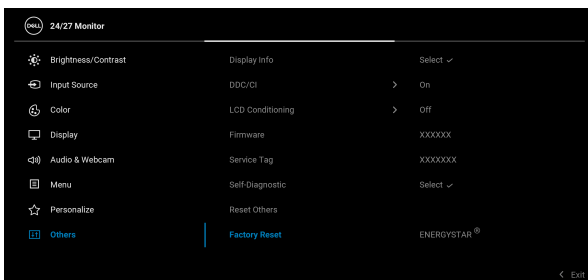 DELL 24/27 Monitor
Brightness/Contrast Display Info Select
Input Source DDC/CI > On
Color LCD Conditioning > Off
Display Firmware XXXXXX
Audio & Webcam Service Tag XXXXXXX
Menu Self-Diagnostic Select
Personalize Reset Others
Others Factory Reset ENERGYSTAR®
< Exit